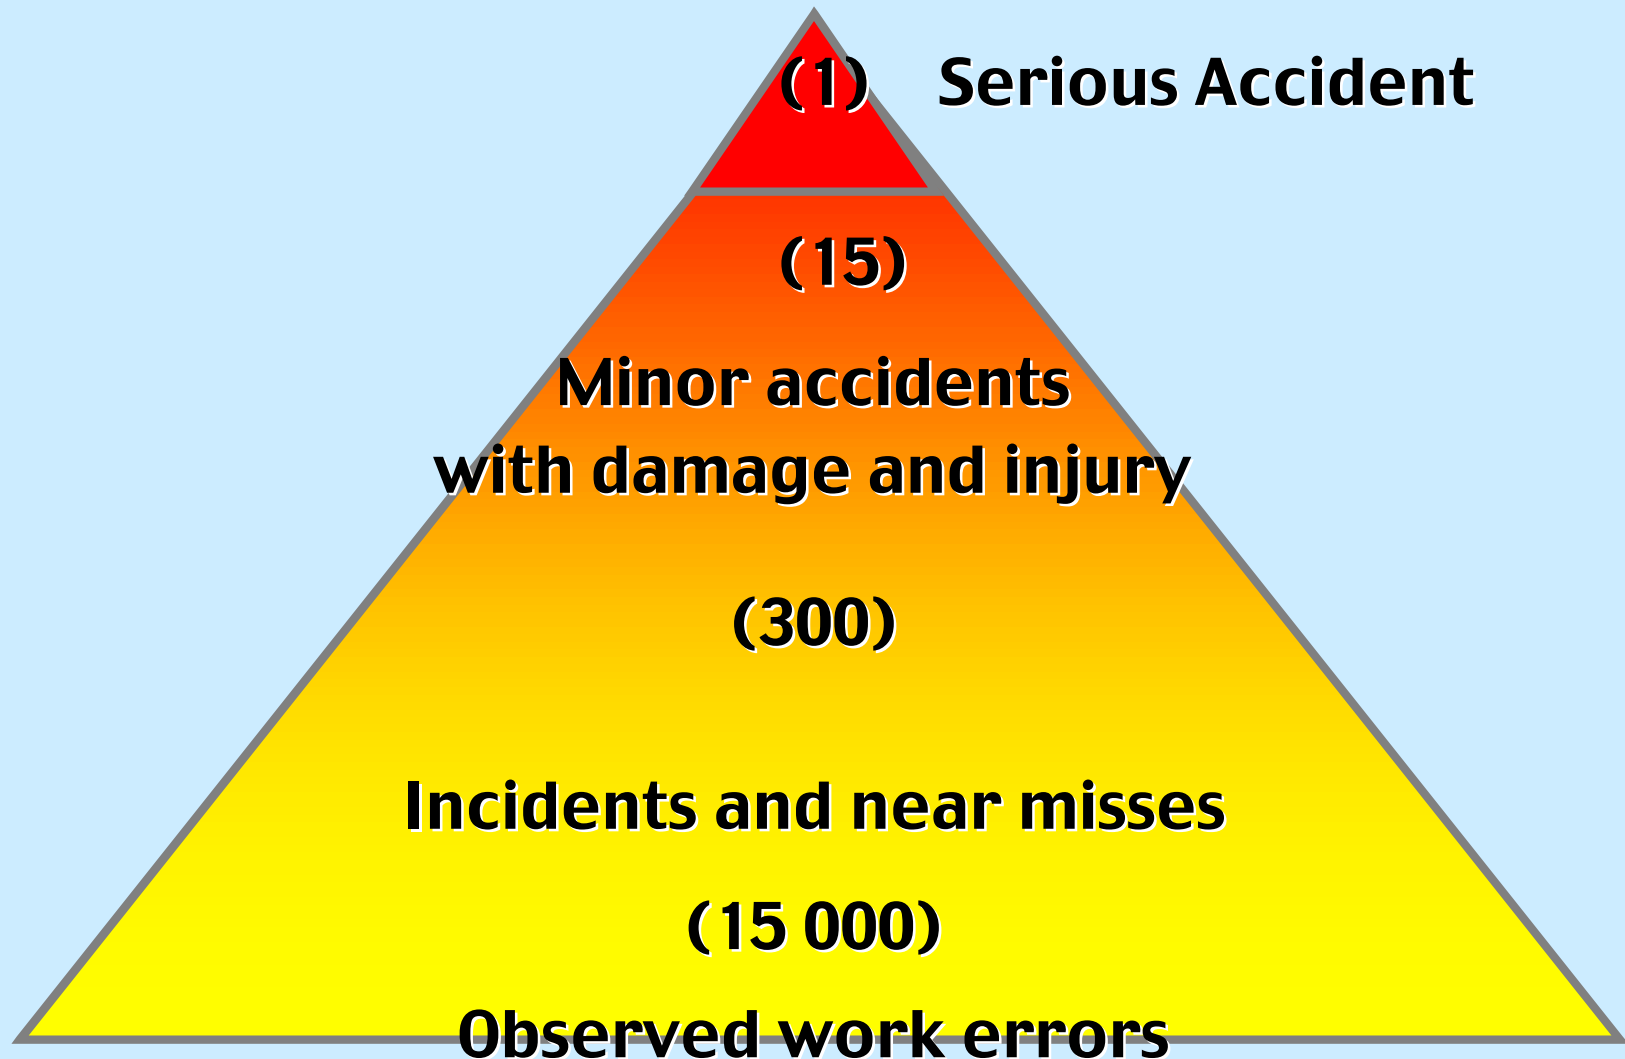 (1) Serious Accident
(15)
Minor accidents
with damage and injury
(300)
Incidents and near misses
(15 000)
Observed work errors